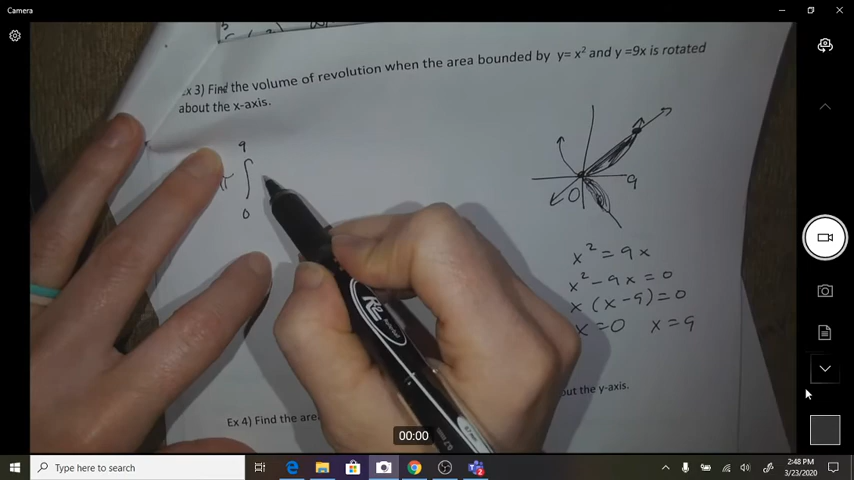 Camera
Ex 3) Find the volume of revolution when the area bounded by y= x² and y =9x is rotated
about the x-axis.
9
π ∫
0
0
9
x² = 9x
x² - 9x = 0
x (x - 9) = 0
x = 0 x = 9
Ex 4) Find the are
out the y-axis.
00:00
Type here to search
2:48 PM
3/23/2020